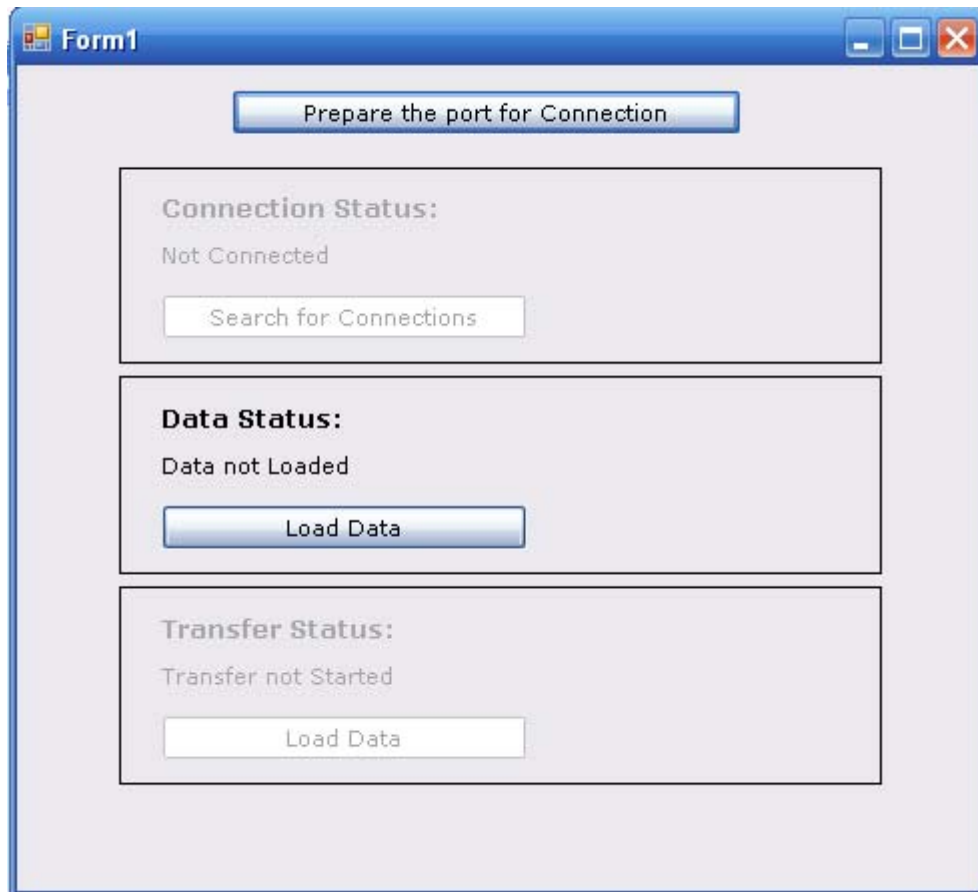 Form1
Prepare the port for Connection
Connection Status:
Not Connected
Search for Connections
Data Status:
Data not Loaded
Load Data
Transfer Status:
Transfer not Started
Load Data